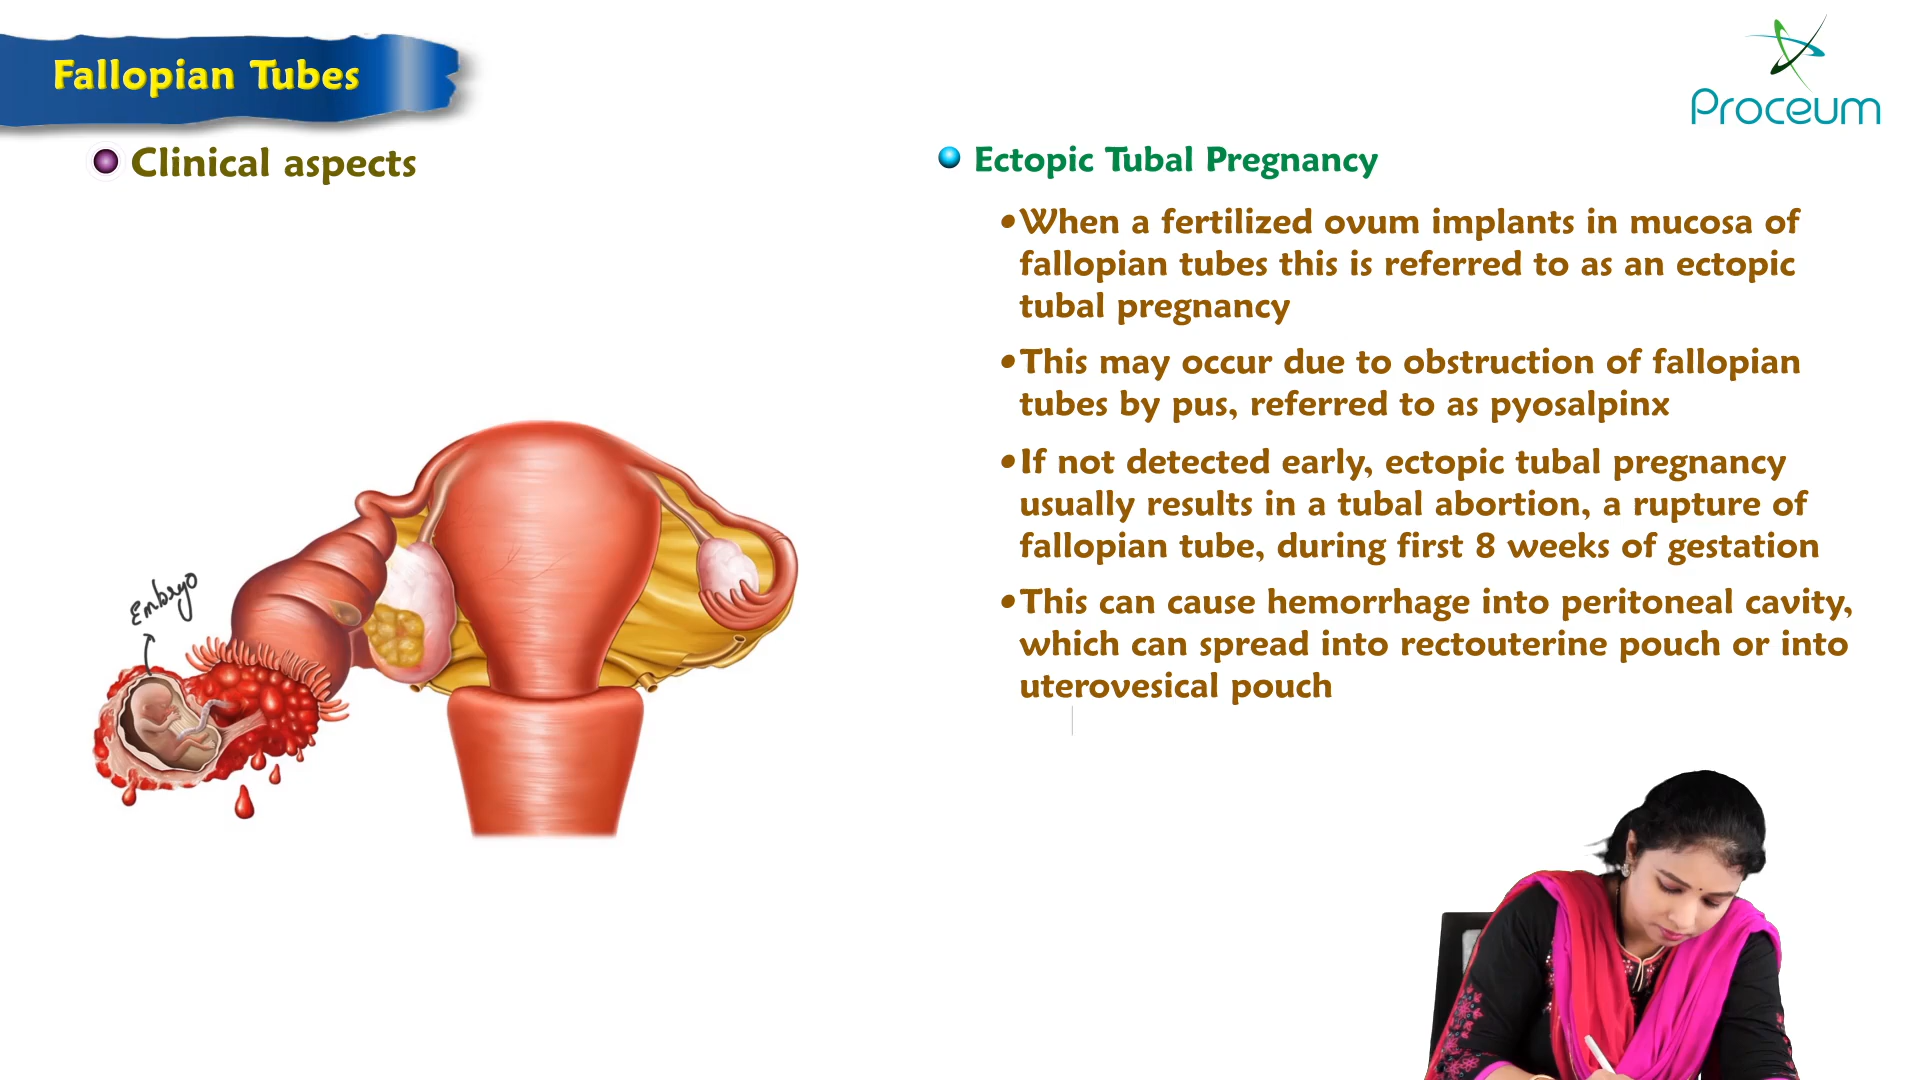 Fallopian Tubes
Proceum
Clinical aspects
Embryo
Ectopic Tubal Pregnancy
•When a fertilized ovum implants in mucosa of
fallopian tubes this is referred to as an ectopic
tubal pregnancy
•This may occur due to obstruction of fallopian
tubes by pus, referred to as pyosalpinx
•If not detected early, ectopic tubal pregnancy
usually results in a tubal abortion, a rupture of
fallopian tube, during first 8 weeks of gestation
•This can cause hemorrhage into peritoneal cavity,
which can spread into rectouterine pouch or into
uterovesical pouch